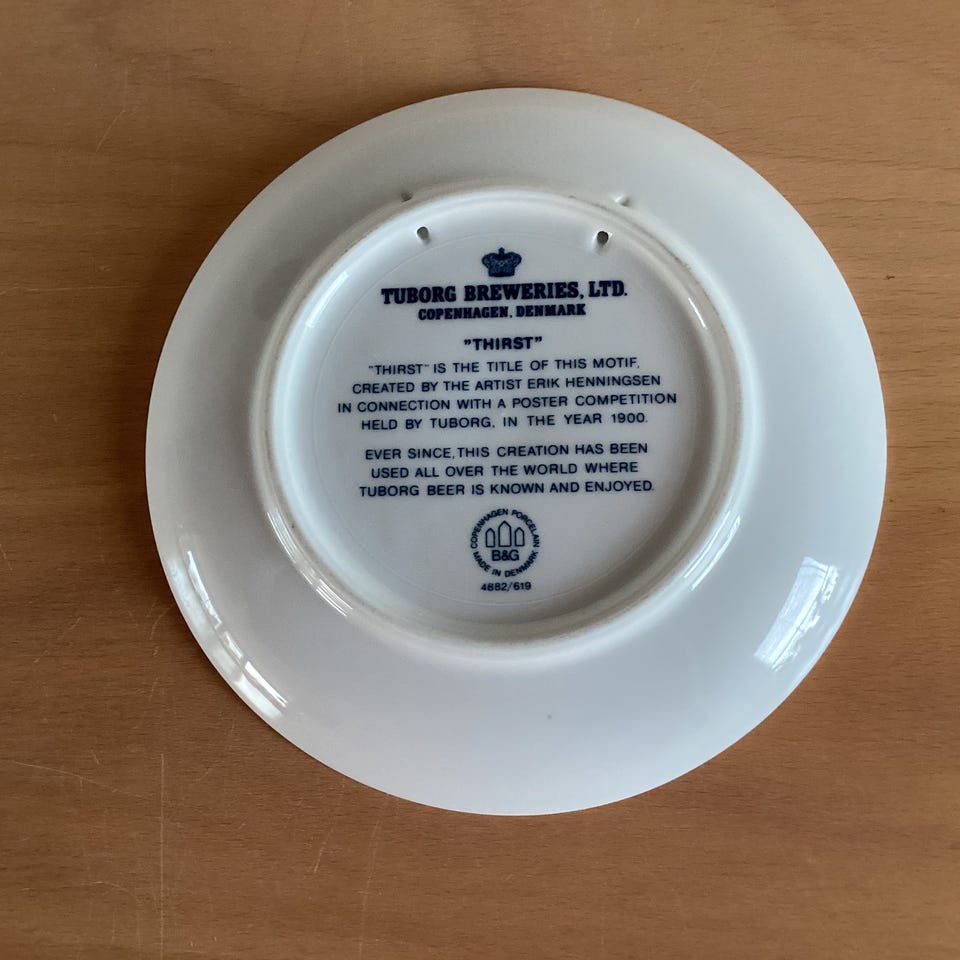 TUBORG BREWERIES, LTD.
COPENHAGEN, DENMARK
"THIRST"
"THIRST" IS THE TITLE OF THIS MOTIF,
CREATED BY THE ARTIST ERIK HENNINGSEN
IN CONNECTION WITH A POSTER COMPETITION
HELD BY TUBORG, IN THE YEAR 1900.
EVER SINCE, THIS CREATION HAS BEEN
USED ALL OVER THE WORLD WHERE
TUBORG BEER IS KNOWN AND ENJOYED.
COPENHAGEN PORCELAIN
B&G
MADE IN DENMARK
4682/619